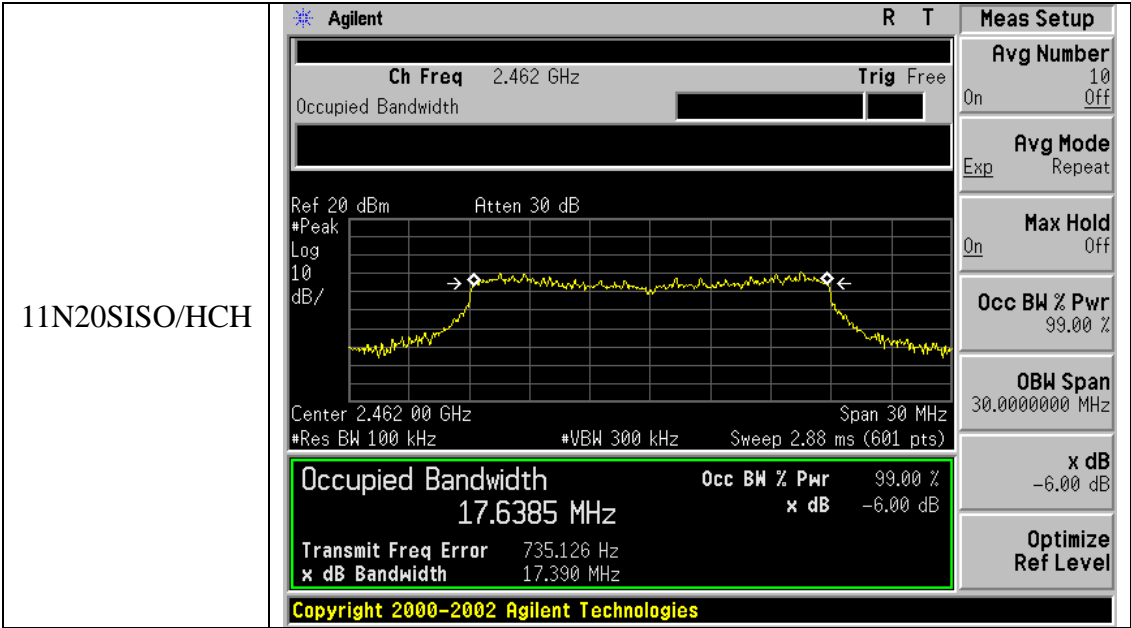 11N20SISO/HCH
Agilent R T
Ch Freq 2.462 GHz Trig Free
Occupied Bandwidth
Ref 20 dBm Atten 30 dB
#Peak
Log
10
dB/
Center 2.462 00 GHz Span 30 MHz
#Res BW 100 kHz #VBW 300 kHz Sweep 2.88 ms (601 pts)
Occupied Bandwidth Occ BW % Pwr 99.00 %
17.6385 MHz x dB -6.00 dB
Transmit Freq Error 735.126 Hz
x dB Bandwidth 17.390 MHz
Copyright 2000-2002 Agilent Technologies
Meas Setup
Avg Number
10
On Off
Avg Mode
Exp Repeat
Max Hold
On Off
Occ BW % Pwr
99.00 %
OBW Span
30.0000000 MHz
x dB
-6.00 dB
Optimize
Ref Level